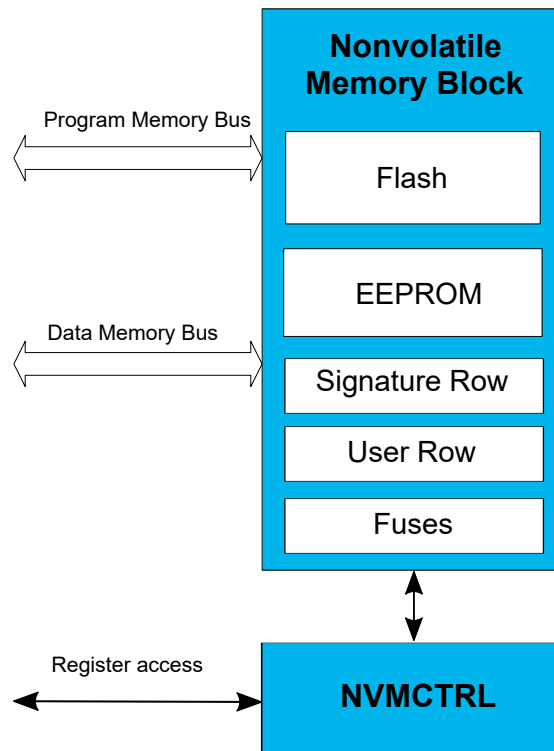 Nonvolatile
Memory Block
Program Memory Bus
Flash
EEPROM
Data Memory Bus
Signature Row
User Row
Fuses
Register access
NVMCTRL